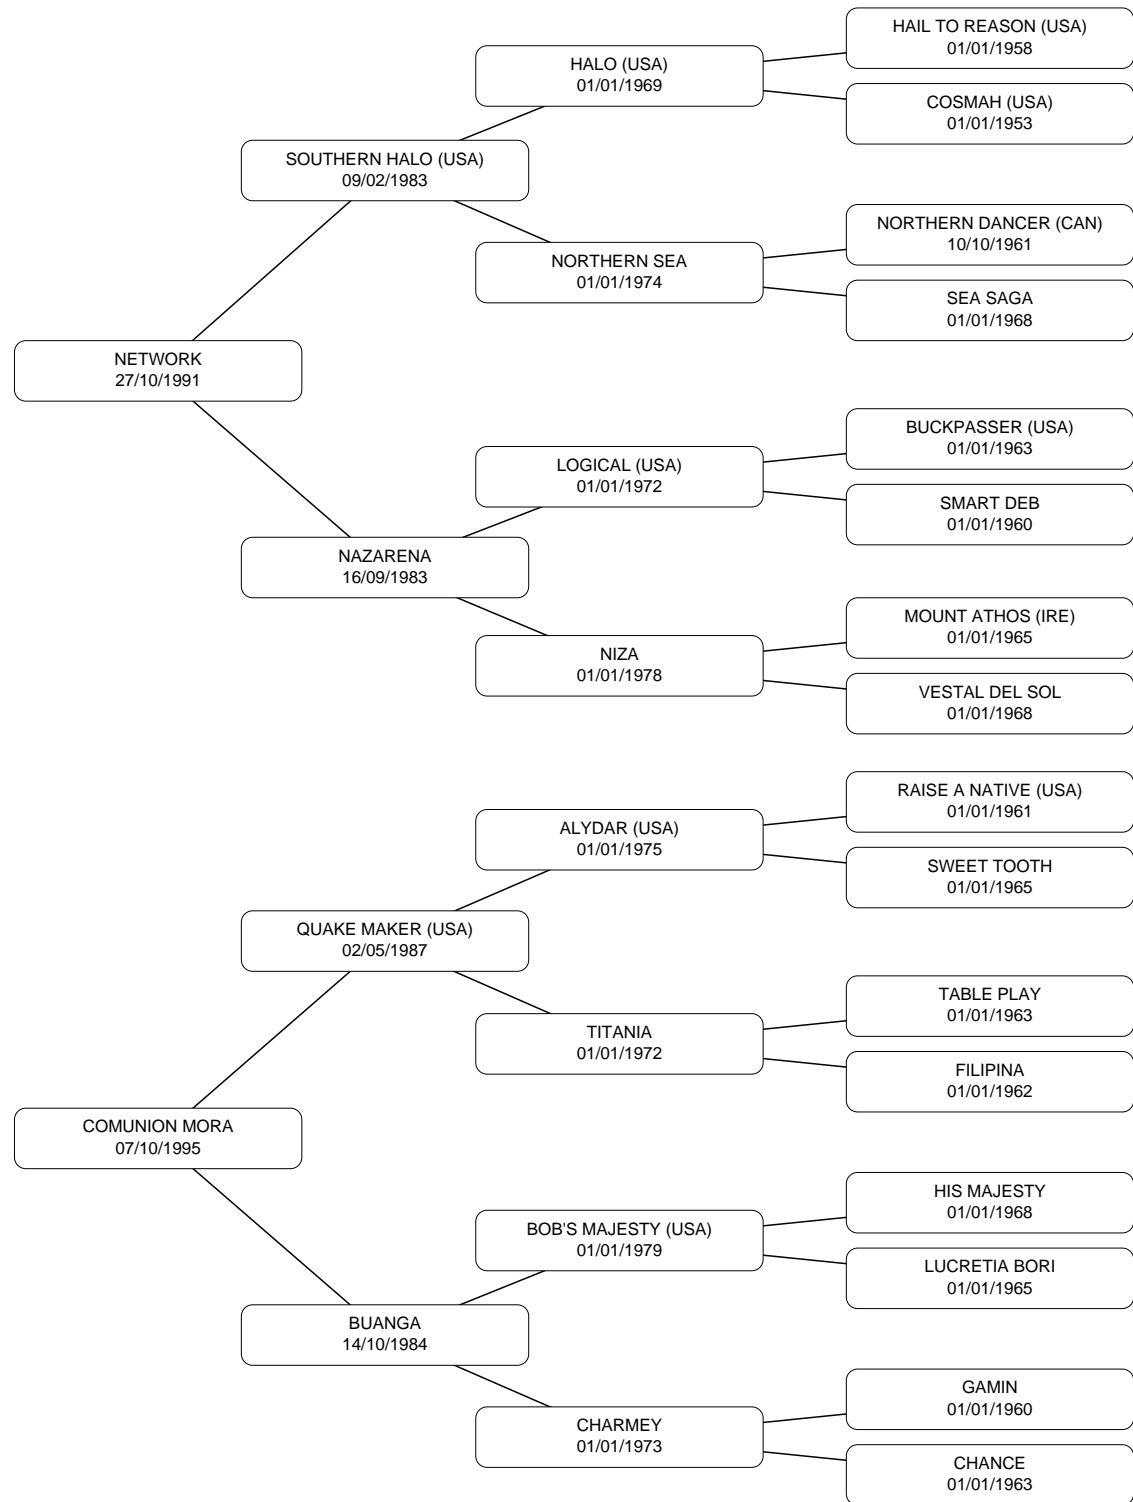 HAIL TO REASON (USA)
01/01/1958
HALO (USA)
01/01/1969
COSMAH (USA)
01/01/1953
SOUTHERN HALO (USA)
09/02/1983
NORTHERN DANCER (CAN)
10/10/1961
NORTHERN SEA
01/01/1974
SEA SAGA
01/01/1968
NETWORK
27/10/1991
BUCKPASSER (USA)
01/01/1963
LOGICAL (USA)
01/01/1972
SMART DEB
01/01/1960
NAZARENA
16/09/1983
MOUNT ATHOS (IRE)
01/01/1965
NIZA
01/01/1978
VESTAL DEL SOL
01/01/1968
RAISE A NATIVE (USA)
01/01/1961
ALYDAR (USA)
01/01/1975
SWEET TOOTH
01/01/1965
QUAKE MAKER (USA)
02/05/1987
TABLE PLAY
01/01/1963
TITANIA
01/01/1972
FILIPINA
01/01/1962
COMUNION MORA
07/10/1995
HIS MAJESTY
01/01/1968
BOB'S MAJESTY (USA)
01/01/1979
LUCRETIA BORI
01/01/1965
BUANGA
14/10/1984
GAMIN
01/01/1960
CHARMEY
01/01/1973
CHANCE
01/01/1963